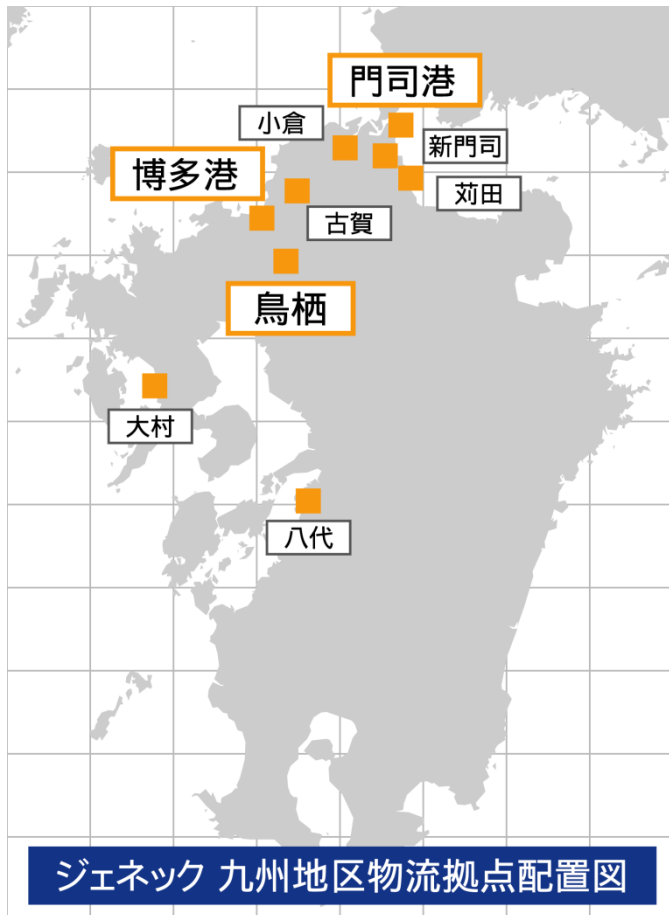 門司港
小倉
新門司
博多港
苅田
古賀
鳥栖
大村
八代
ジェネック 九州地区物流拠点配置図